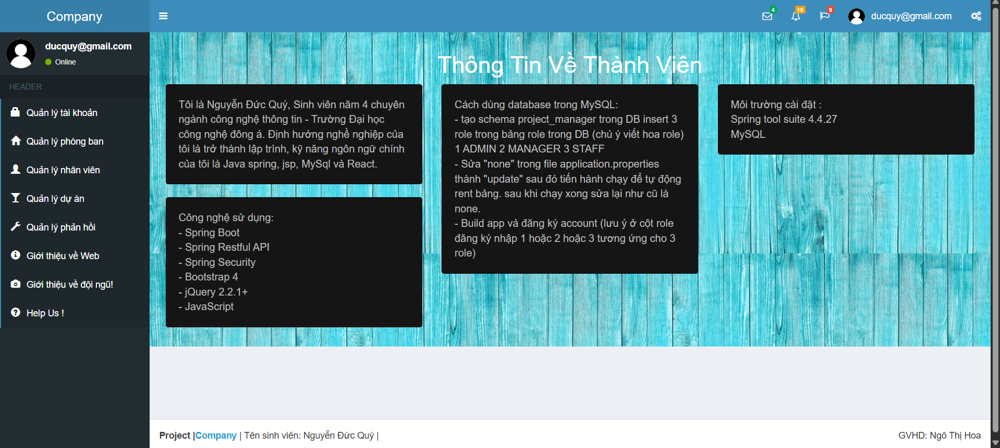 Company
4
10
9
ducquy@gmail.com
ducquy@gmail.com
Online
HEADER
Quản lý tài khoản
Quản lý phòng ban
Quản lý nhân viên
Quản lý dự án
Quản lý phản hồi
Giới thiệu về Web
Giới thiệu về đội ngũ!
Help Us !
Thông Tin Về Thành Viên
Tôi là Nguyễn Đức Quý, Sinh viên năm 4 chuyên
ngành công nghệ thông tin - Trường Đại học
công nghệ đông á. Định hướng nghề nghiệp của
tôi là trở thành lập trình, kỹ năng ngôn ngữ chính
của tôi là Java spring, jsp, MySql và React.
Công nghệ sử dụng:
- Spring Boot
- Spring Restful API
- Spring Security
- Bootstrap 4
- jQuery 2.2.1+
- JavaScript
Cách dùng database trong MySQL:
- tạo schema project_manager trong DB insert 3
role trong bảng role trong DB (chú ý viết hoa role)
1 ADMIN 2 MANAGER 3 STAFF
- Sửa "none" trong file application.properties
thành "update" sau đó tiến hành chạy để tự động
rent bảng. sau khi chạy xong sửa lại như cũ là
none.
- Build app và đăng ký account (lưu ý ở cột role
đăng ký nhập 1 hoặc 2 hoặc 3 tương ứng cho 3
role)
Môi trường cài đặt :
Spring tool suite 4.4.27
MySQL
Project |Company | Tên sinh viên: Nguyễn Đức Quý |
GVHD: Ngô Thị Hoa